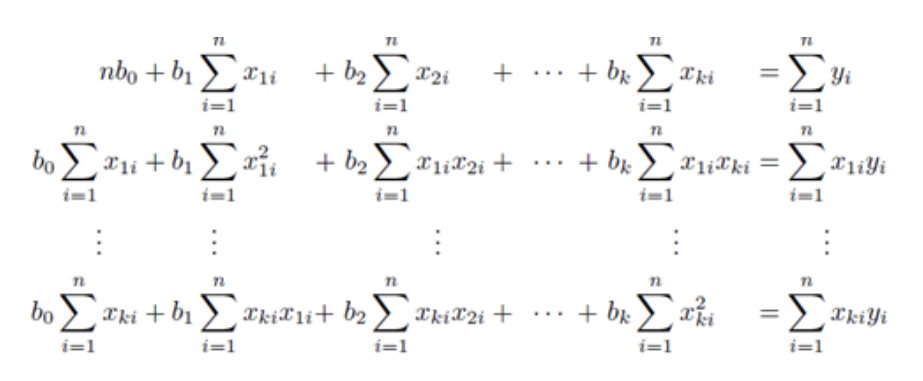 $nb_0 + b_1 \sum_{i=1}^{n} x_{1i} + b_2 \sum_{i=1}^{n} x_{2i} + \cdots + b_k \sum_{i=1}^{n} x_{ki} = \sum_{i=1}^{n} y_i$
$b_0 \sum_{i=1}^{n} x_{1i} + b_1 \sum_{i=1}^{n} x_{1i}^2 + b_2 \sum_{i=1}^{n} x_{1i} x_{2i} + \cdots + b_k \sum_{i=1}^{n} x_{1i} x_{ki} = \sum_{i=1}^{n} x_{1i} y_i$
$\vdots \quad \vdots \quad \vdots \quad \vdots \quad \vdots$
$b_0 \sum_{i=1}^{n} x_{ki} + b_1 \sum_{i=1}^{n} x_{ki} x_{1i} + b_2 \sum_{i=1}^{n} x_{ki} x_{2i} + \cdots + b_k \sum_{i=1}^{n} x_{ki}^2 = \sum_{i=1}^{n} x_{ki} y_i$